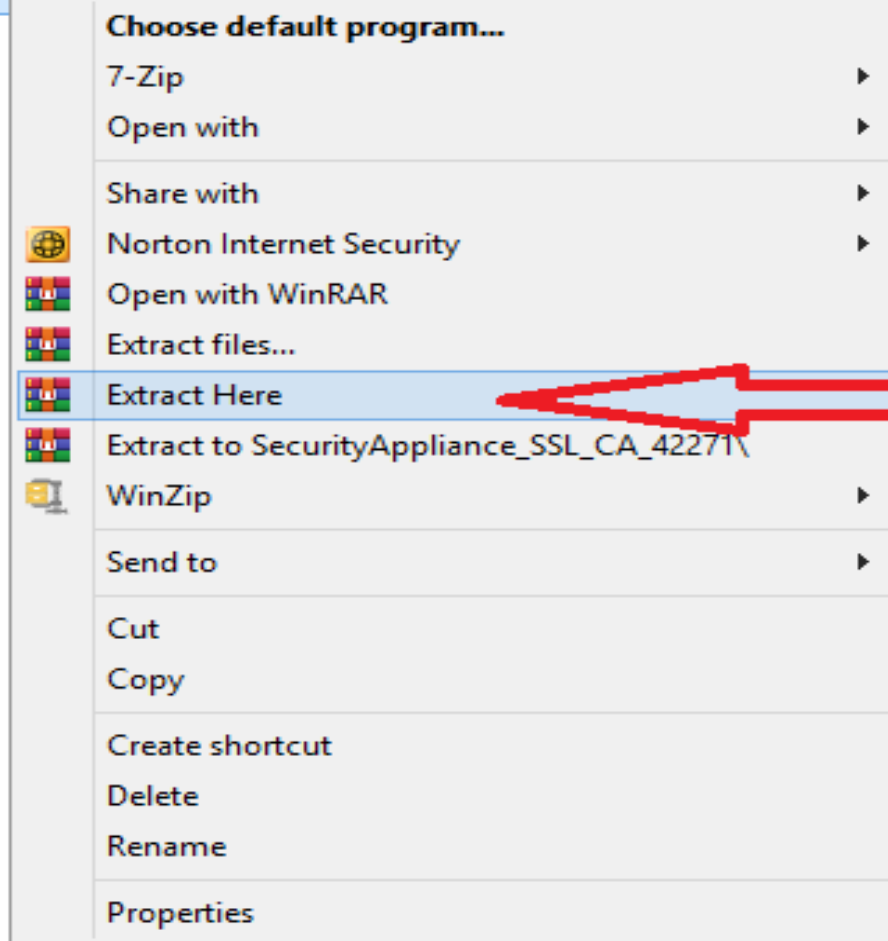 Choose default program...
7-Zip
Open with
Share with
Norton Internet Security
Open with WinRAR
Extract files...
Extract Here
Extract to SecurityAppliance_SSL_CA_42271\
WinZip
Send to
Cut
Copy
Create shortcut
Delete
Rename
Properties